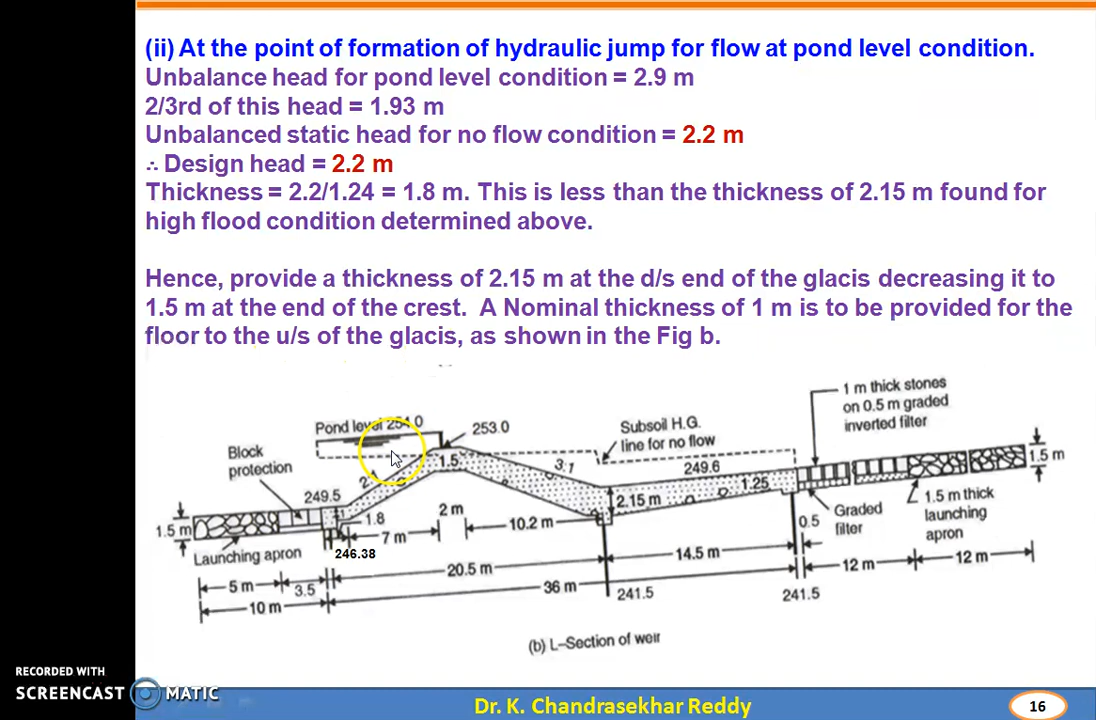 (ii) At the point of formation of hydraulic jump for flow at pond level condition.
Unbalance head for pond level condition = 2.9 m
2/3rd of this head = 1.93 m
Unbalanced static head for no flow condition = 2.2 m
∴ Design head = 2.2 m
Thickness = 2.2/1.24 = 1.8 m. This is less than the thickness of 2.15 m found for
high flood condition determined above.
Hence, provide a thickness of 2.15 m at the d/s end of the glacis decreasing it to
1.5 m at the end of the crest. A Nominal thickness of 1 m is to be provided for the
floor to the u/s of the glacis, as shown in the Fig b.
Pond level 254.0
253.0
Subsoil H.G.
line for no flow
1 m thick stones
on 0.5 m graded
inverted filter
Block
protection
249.5
1.5
3:1
249.6
1.25
1.5 m
1.5 m
1.8
2 m
7 m
10.2 m
2.15 m
0.5
Graded
filter
1.5 m thick
launching
apron
Launching apron
246.38
20.5 m
14.5 m
12 m
12 m
5 m
3.5
36 m
10 m
241.5
241.5
(b) L–Section of weir
RECORDED WITH
SCREENCAST MATIC
Dr. K. Chandrasekhar Reddy
16